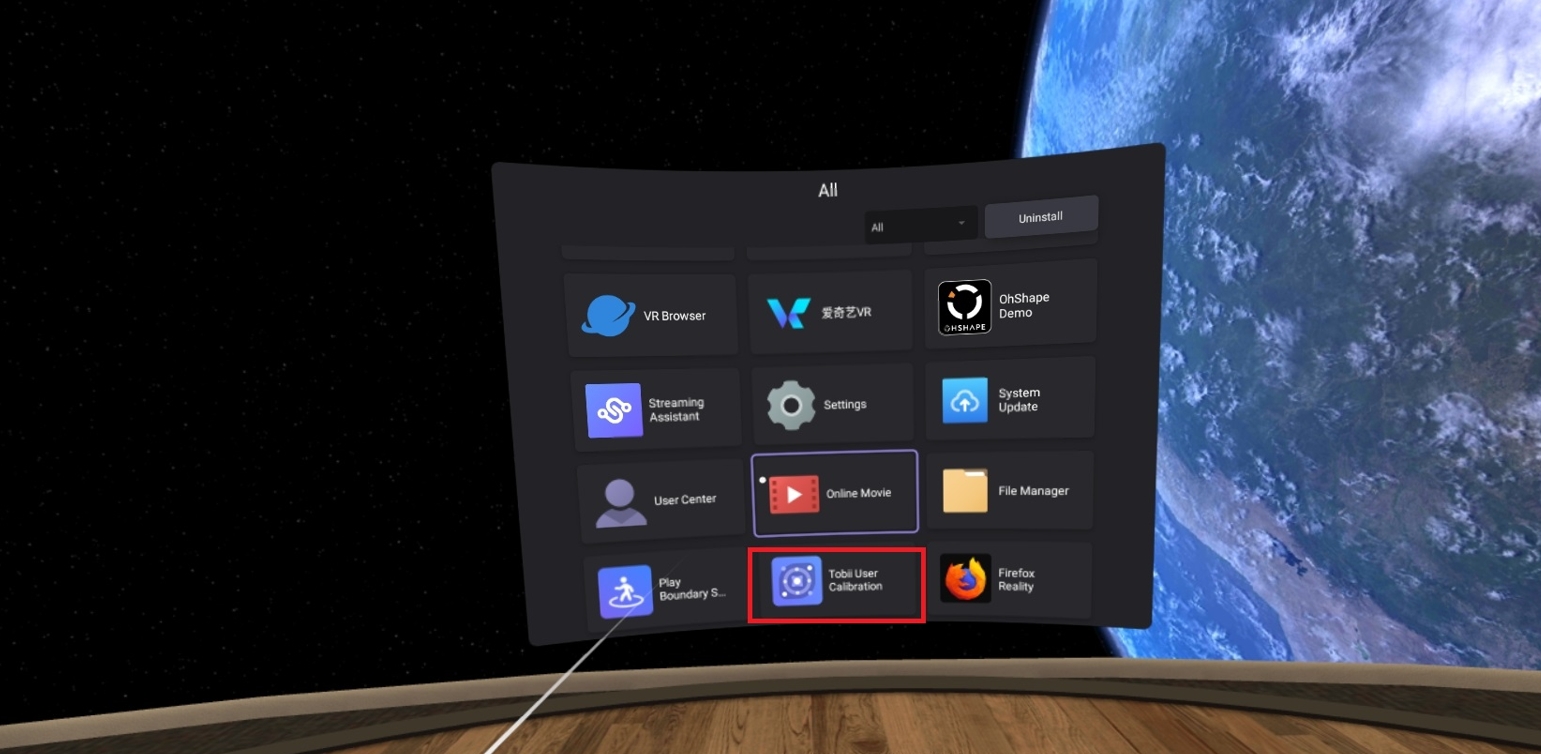 All
All
Uninstall
VR Browser
爱奇艺VR
OhShape
Demo
OHSHAPE
Streaming
Assistant
Settings
System
Update
User Center
Online Movie
File Manager
Play
Boundary S...
Tobii User
Calibration
Firefox
Reality